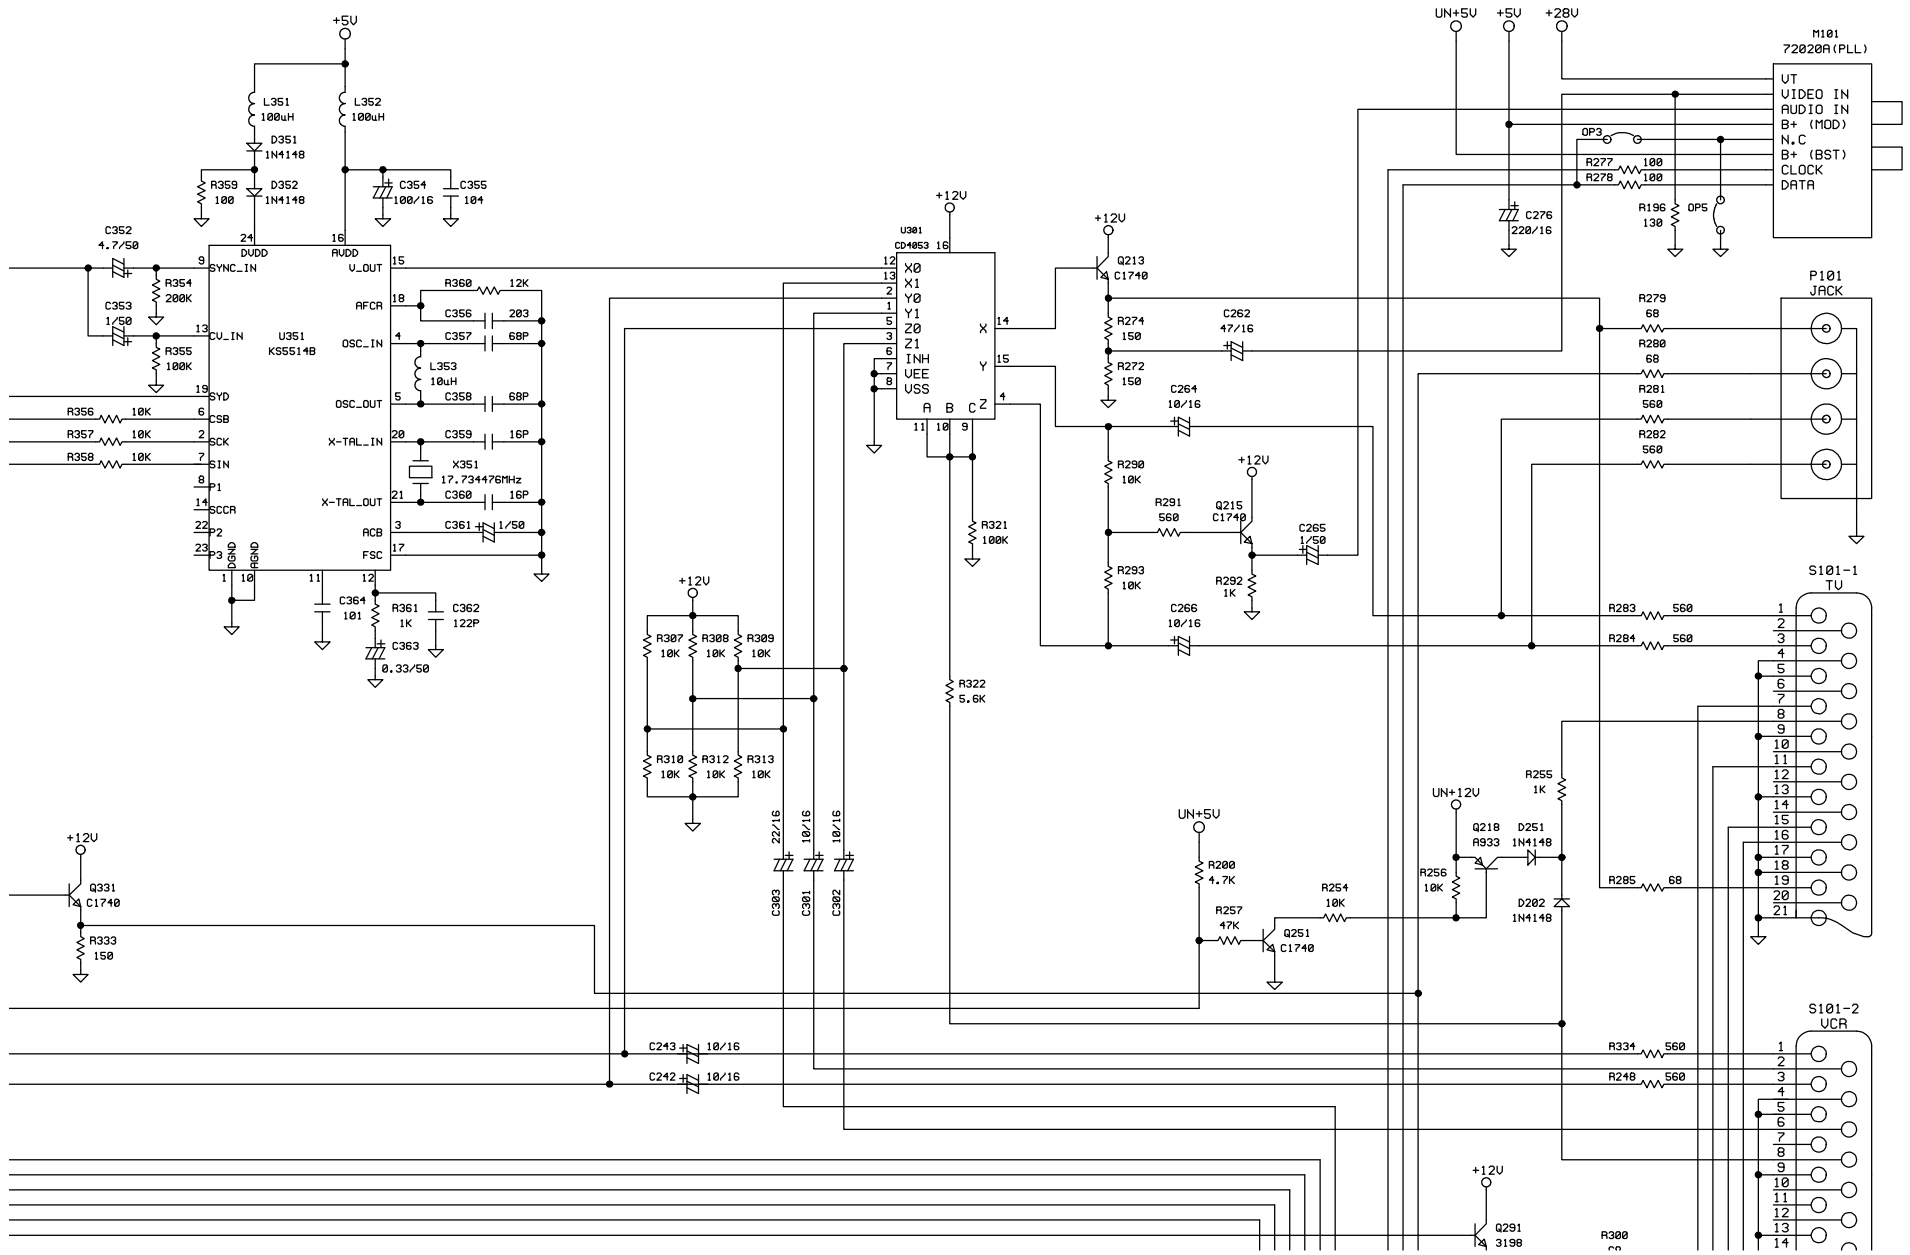 +5V
L351
100uH
L352
100uH
D351
1N4148
R359
100
D352
1N4148
C354
100/16
C355
104
C352
4.7/50
24
DVDD
16
AVDD
9
SYNC_IN
R354
200K
C353
1/50
13
CV_IN
R355
100K
U351
KS5514B
19
SYD
R356
10K
6
CSB
R357
10K
2
SCK
R358
10K
7
SIN
8
P1
14
SCCR
22
P2
23
P3
DGND
AGND
1
10
11
12
V_OUT
15
AFCR
18
R360
12K
C356
203
OSC_IN
4
C357
68P
L353
10uH
OSC_OUT
5
C358
68P
X-TAL_IN
20
C359
16P
X351
17.734476MHz
X-TAL_OUT
21
C360
16P
ACB
3
C361
1/50
FSC
17
C364
101
R361
1K
C362
122P
C363
0.33/50
+12V
U301
CD4053
16
12
X0
13
X1
2
Y0
1
Y1
5
Z0
3
Z1
6
INH
7
VEE
8
VSS
X
14
Y
15
Z
4
A
B
C
11
10
9
R321
100K
R322
5.6K
+12V
Q213
C1740
R274
150
R272
150
C262
47/16
C264
10/16
R290
10K
R291
560
+12V
Q215
C1740
C265
1/50
R293
10K
R292
1K
C266
10/16
+12V
R307
10K
R308
10K
R309
10K
R310
10K
R312
10K
R313
10K
22/16
10/16
10/16
C303
C301
C302
UN+5V
+5V
+28V
M101
72020A(PLL)
VT
VIDEO IN
AUDIO IN
B+ (MOD)
N.C
B+ (BST)
CLOCK
DATA
OP3
R277
100
R278
100
C276
220/16
R196
130
OP5
P101
JACK
R279
68
R280
68
R281
560
R282
560
S101-1
TV
R283
560
R284
560
1
2
3
4
5
6
7
8
9
10
11
12
13
14
15
16
17
18
19
20
21
R255
1K
UN+12V
Q218
A933
D251
1N4148
R256
10K
D202
1N4148
R285
68
UN+5V
R200
4.7K
R257
47K
R254
10K
Q251
C1740
+12V
Q331
C1740
R333
150
C243
10/16
C242
10/16
S101-2
VCR
R334
560
R248
560
1
2
3
4
5
6
7
8
9
10
11
12
13
14
+12V
Q291
3198
R300